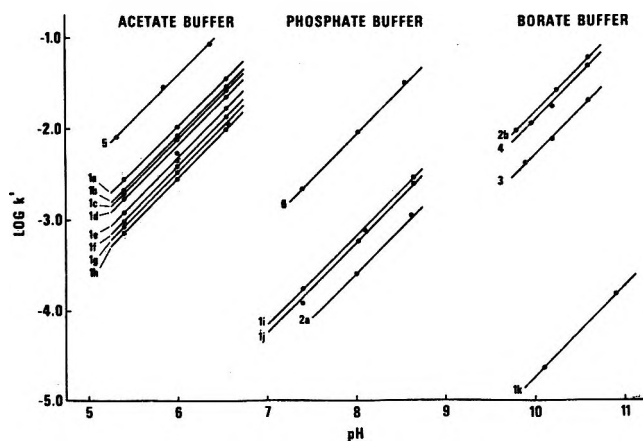 ACETATE BUFFER PHOSPHATE BUFFER BORATE BUFFER
-1.0
-2.0
-3.0
-4.0
-5.0
LOG k'
5
1a
1b
1c
1d
1e
1f
1g
1h
6
1i
1j
2a
2b
4
3
1k
5 6 7 8 9 10 11
pH